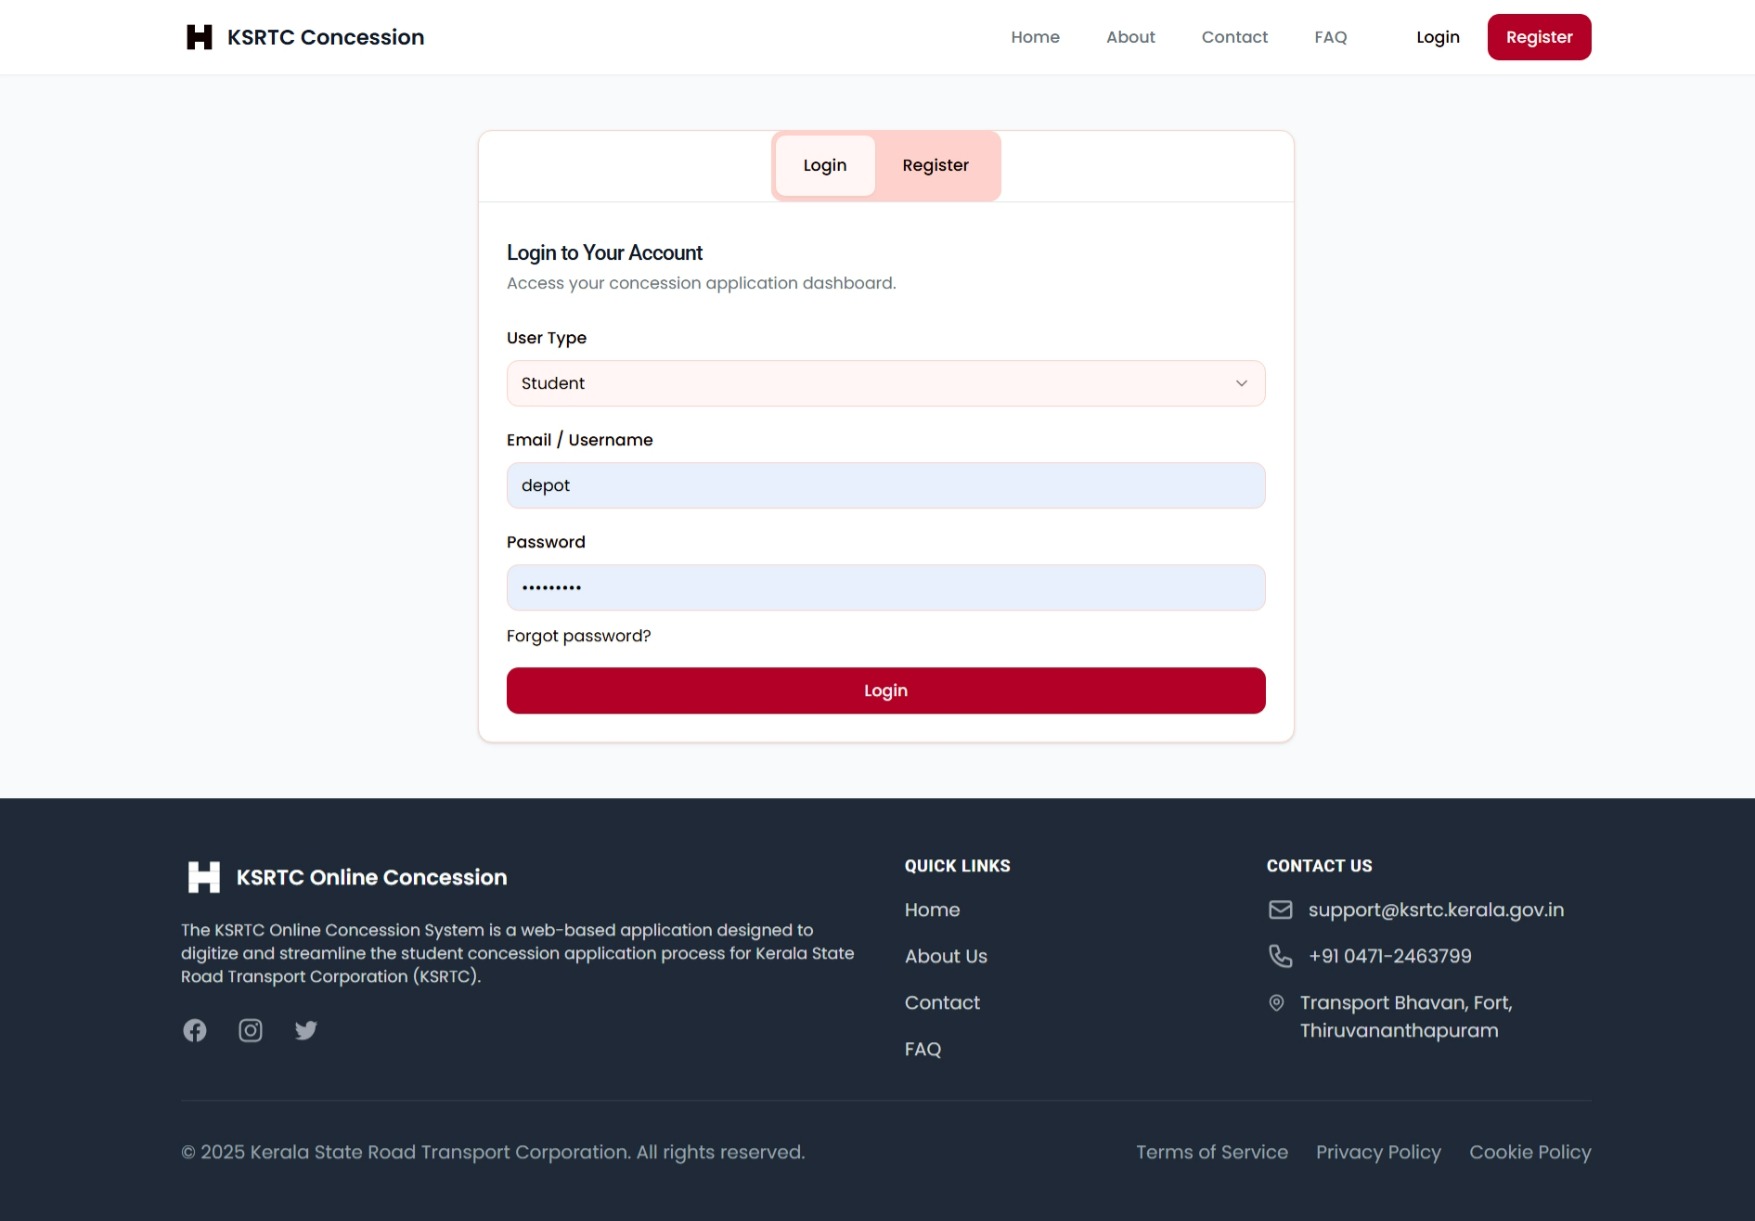 KSRTC Concession
Home About Contact FAQ Login Register
Login Register
Login to Your Account
Access your concession application dashboard.
User Type
Student
Email / Username
depot
Password
•••••••••
Forgot password?
Login
KSRTC Online Concession
The KSRTC Online Concession System is a web-based application designed to
digitize and streamline the student concession application process for Kerala State
Road Transport Corporation (KSRTC).
QUICK LINKS
Home
About Us
Contact
FAQ
CONTACT US
support@ksrtc.kerala.gov.in
+91 0471-2463799
Transport Bhavan, Fort,
Thiruvananthapuram
© 2025 Kerala State Road Transport Corporation. All rights reserved.
Terms of Service Privacy Policy Cookie Policy